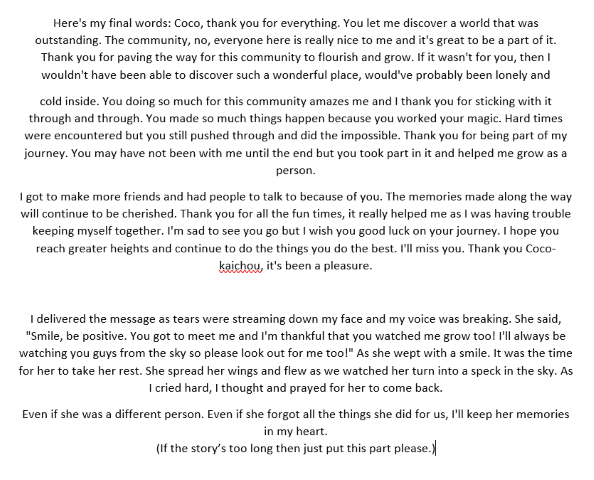 Here's my final words: Coco, thank you for everything. You let me discover a world that was
outstanding. The community, no, everyone here is really nice to me and it's great to be a part of it.
Thank you for paving the way for this community to flourish and grow. If it wasn't for you, then I
wouldn't have been able to discover such a wonderful place, would've probably been lonely and
cold inside. You doing so much for this community amazes me and I thank you for sticking with it
through and through. You made so much things happen because you worked your magic. Hard times
were encountered but you still pushed through and did the impossible. Thank you for being part of my
journey. You may have not been with me until the end but you took part in it and helped me grow as a
person.
I got to make more friends and had people to talk to because of you. The memories made along the way
will continue to be cherished. Thank you for all the fun times, it really helped me as I was having trouble
keeping myself together. I'm sad to see you go but I wish you good luck on your journey. I hope you
reach greater heights and continue to do the things you do the best. I'll miss you. Thank you Coco-
kaichou, it's been a pleasure.
I delivered the message as tears were streaming down my face and my voice was breaking. She said,
"Smile, be positive. You got to meet me and I'm thankful that you watched me grow too! I'll always be
watching you guys from the sky so please look out for me too!" As she wept with a smile. It was the time
for her to take her rest. She spread her wings and flew as we watched her turn into a speck in the sky. As
I cried hard, I thought and prayed for her to come back.
Even if she was a different person. Even if she forgot all the things she did for us, I'll keep her memories
in my heart.
(If the story's too long then just put this part please.)